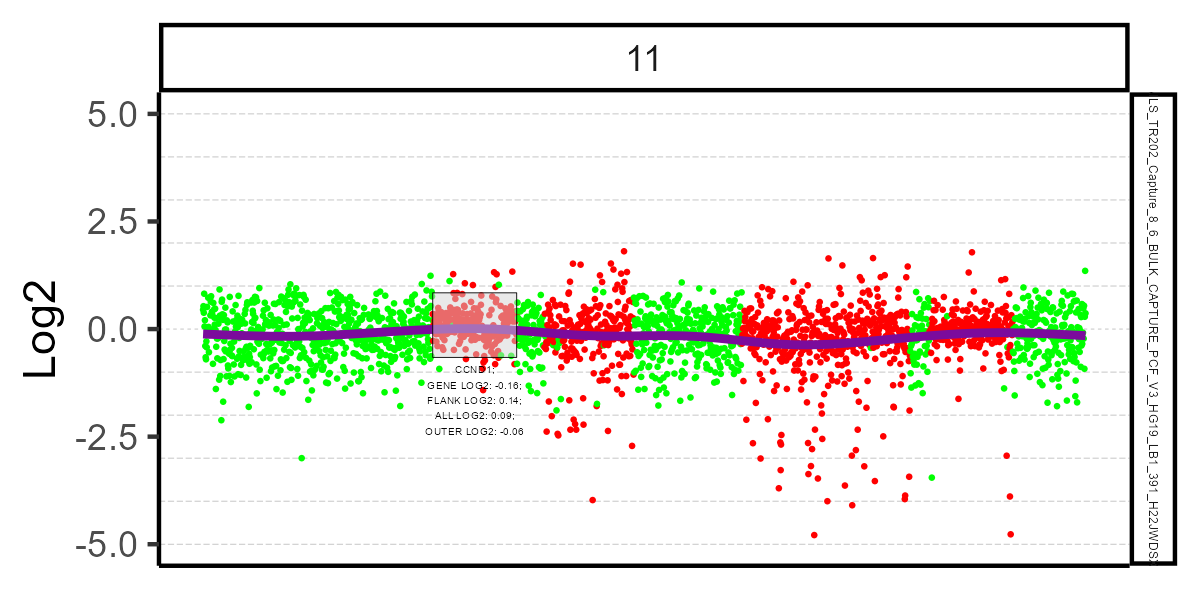 11
Log2
5.0
2.5
0.0
-2.5
-5.0
CCND1;
GENE LOG2: -0.16;
FLANK LOG2: 0.14;
ALL LOG2: 0.09;
OUTER LOG2: -0.06
LS_TR202_Capture_8_6_BULK_CAPTURE_PCF_V3_HG19_LB1_391_H22JWDS